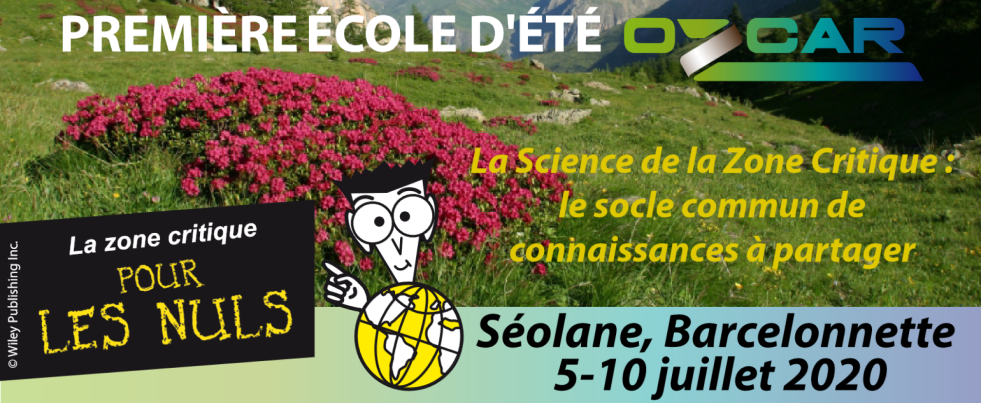 PREMIÈRE ÉCOLE D'ÉTÉ OZCAR
La Science de la Zone Critique :
le socle commun de
connaissances à partager
La zone critique
POUR
LES NULS
© Wiley Publishing Inc.
Séolane, Barcelonnette
5-10 juillet 2020